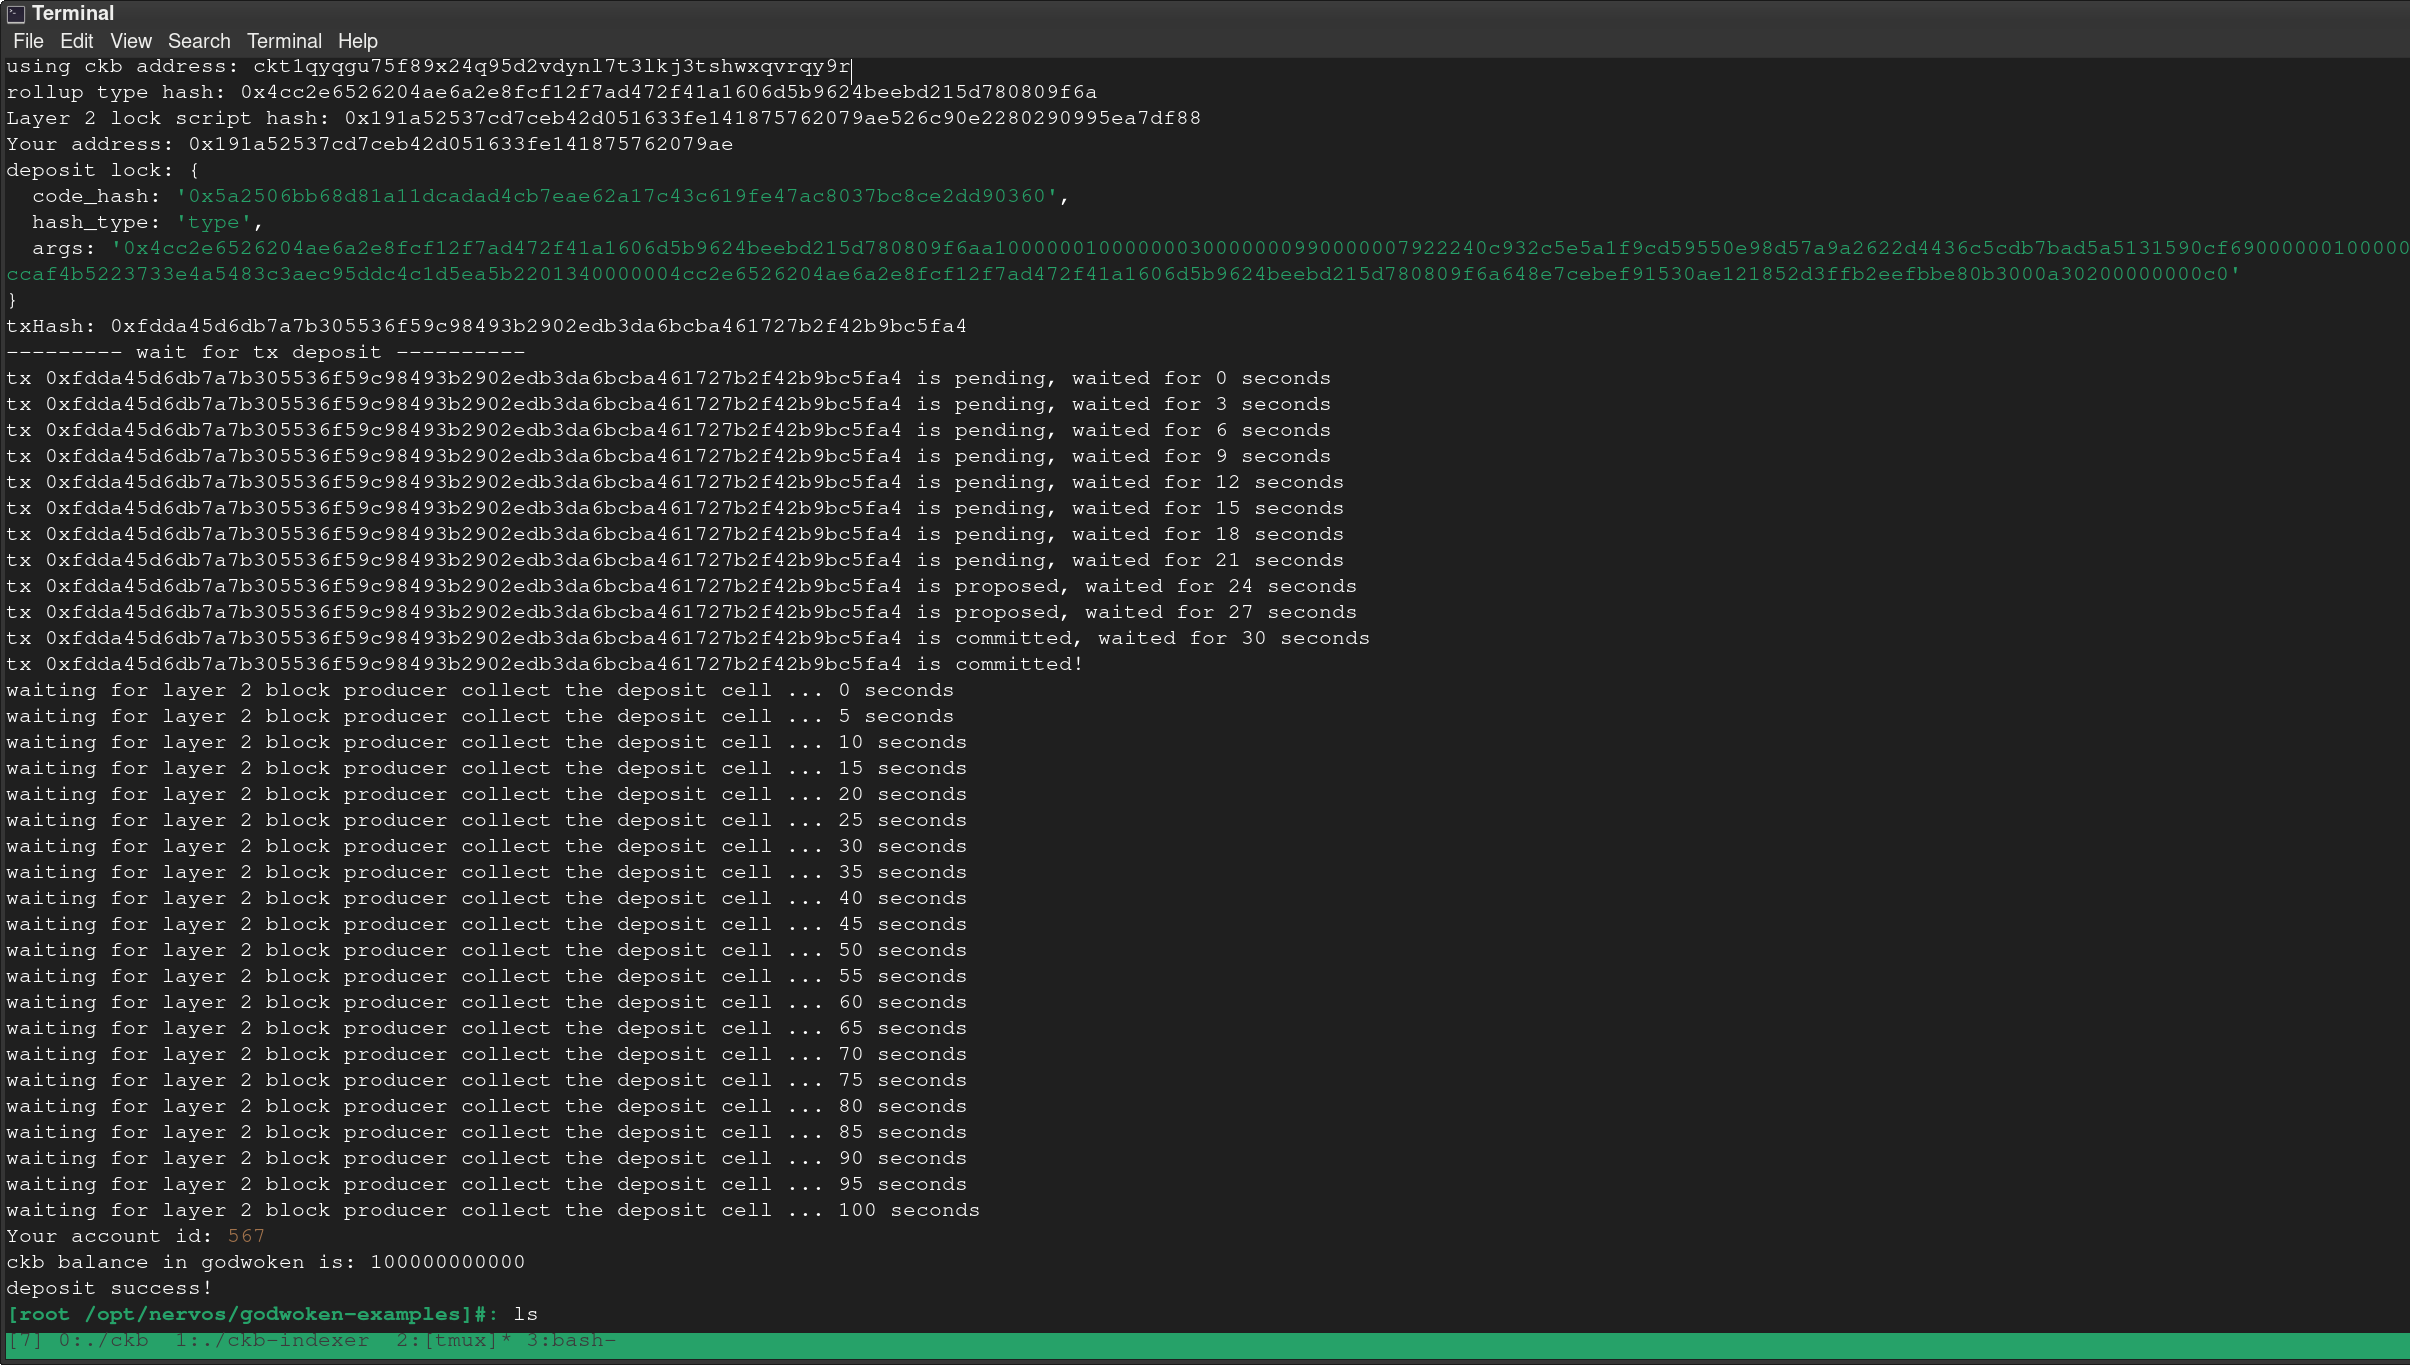 Terminal
File Edit View Search Terminal Help
using ckb address: ckt1qyqgu75f89x24q95d2vdynl7t3lkj3tshwxqvrqy9r
rollup type hash: 0x4cc2e6526204ae6a2e8fcf12f7ad472f41a1606d5b9624beebd215d780809f6a
Layer 2 lock script hash: 0x191a52537cd7ceb42d051633fe141875762079ae526c90e2280290995ea7df88
Your address: 0x191a52537cd7ceb42d051633fe141875762079ae
deposit lock: {
  code_hash: '0x5a2506bb68d81a11dcadad4cb7eae62a17c43c619fe47ac8037bc8ce2dd90360',
  hash_type: 'type',
  args: '0x4cc2e6526204ae6a2e8fcf12f7ad472f41a1606d5b9624beebd215d780809f6aa10000001000000030000000990000007922240c932c5e5a1f9cd59550e98d57a9a2622d4436c5cdb7bad5a5131590cf6900000010000
ccaf4b5223733e4a5483c3aec95ddc4c1d5ea5b2201340000004cc2e6526204ae6a2e8fcf12f7ad472f41a1606d5b9624beebd215d780809f6a648e7cebef91530ae121852d3ffb2eefbbe80b3000a30200000000c0'
}
txHash: 0xfdda45d6db7a7b305536f59c98493b2902edb3da6bcba461727b2f42b9bc5fa4
--------- wait for tx deposit ----------
tx 0xfdda45d6db7a7b305536f59c98493b2902edb3da6bcba461727b2f42b9bc5fa4 is pending, waited for 0 seconds
tx 0xfdda45d6db7a7b305536f59c98493b2902edb3da6bcba461727b2f42b9bc5fa4 is pending, waited for 3 seconds
tx 0xfdda45d6db7a7b305536f59c98493b2902edb3da6bcba461727b2f42b9bc5fa4 is pending, waited for 6 seconds
tx 0xfdda45d6db7a7b305536f59c98493b2902edb3da6bcba461727b2f42b9bc5fa4 is pending, waited for 9 seconds
tx 0xfdda45d6db7a7b305536f59c98493b2902edb3da6bcba461727b2f42b9bc5fa4 is pending, waited for 12 seconds
tx 0xfdda45d6db7a7b305536f59c98493b2902edb3da6bcba461727b2f42b9bc5fa4 is pending, waited for 15 seconds
tx 0xfdda45d6db7a7b305536f59c98493b2902edb3da6bcba461727b2f42b9bc5fa4 is pending, waited for 18 seconds
tx 0xfdda45d6db7a7b305536f59c98493b2902edb3da6bcba461727b2f42b9bc5fa4 is pending, waited for 21 seconds
tx 0xfdda45d6db7a7b305536f59c98493b2902edb3da6bcba461727b2f42b9bc5fa4 is proposed, waited for 24 seconds
tx 0xfdda45d6db7a7b305536f59c98493b2902edb3da6bcba461727b2f42b9bc5fa4 is proposed, waited for 27 seconds
tx 0xfdda45d6db7a7b305536f59c98493b2902edb3da6bcba461727b2f42b9bc5fa4 is committed, waited for 30 seconds
tx 0xfdda45d6db7a7b305536f59c98493b2902edb3da6bcba461727b2f42b9bc5fa4 is committed!
waiting for layer 2 block producer collect the deposit cell ... 0 seconds
waiting for layer 2 block producer collect the deposit cell ... 5 seconds
waiting for layer 2 block producer collect the deposit cell ... 10 seconds
waiting for layer 2 block producer collect the deposit cell ... 15 seconds
waiting for layer 2 block producer collect the deposit cell ... 20 seconds
waiting for layer 2 block producer collect the deposit cell ... 25 seconds
waiting for layer 2 block producer collect the deposit cell ... 30 seconds
waiting for layer 2 block producer collect the deposit cell ... 35 seconds
waiting for layer 2 block producer collect the deposit cell ... 40 seconds
waiting for layer 2 block producer collect the deposit cell ... 45 seconds
waiting for layer 2 block producer collect the deposit cell ... 50 seconds
waiting for layer 2 block producer collect the deposit cell ... 55 seconds
waiting for layer 2 block producer collect the deposit cell ... 60 seconds
waiting for layer 2 block producer collect the deposit cell ... 65 seconds
waiting for layer 2 block producer collect the deposit cell ... 70 seconds
waiting for layer 2 block producer collect the deposit cell ... 75 seconds
waiting for layer 2 block producer collect the deposit cell ... 80 seconds
waiting for layer 2 block producer collect the deposit cell ... 85 seconds
waiting for layer 2 block producer collect the deposit cell ... 90 seconds
waiting for layer 2 block producer collect the deposit cell ... 95 seconds
waiting for layer 2 block producer collect the deposit cell ... 100 seconds
Your account id: 567
ckb balance in godwoken is: 100000000000
deposit success!
[root /opt/nervos/godwoken-examples]#: ls
[7] 0:./ckb  1:./ckb-indexer  2:[tmux]* 3:bash-